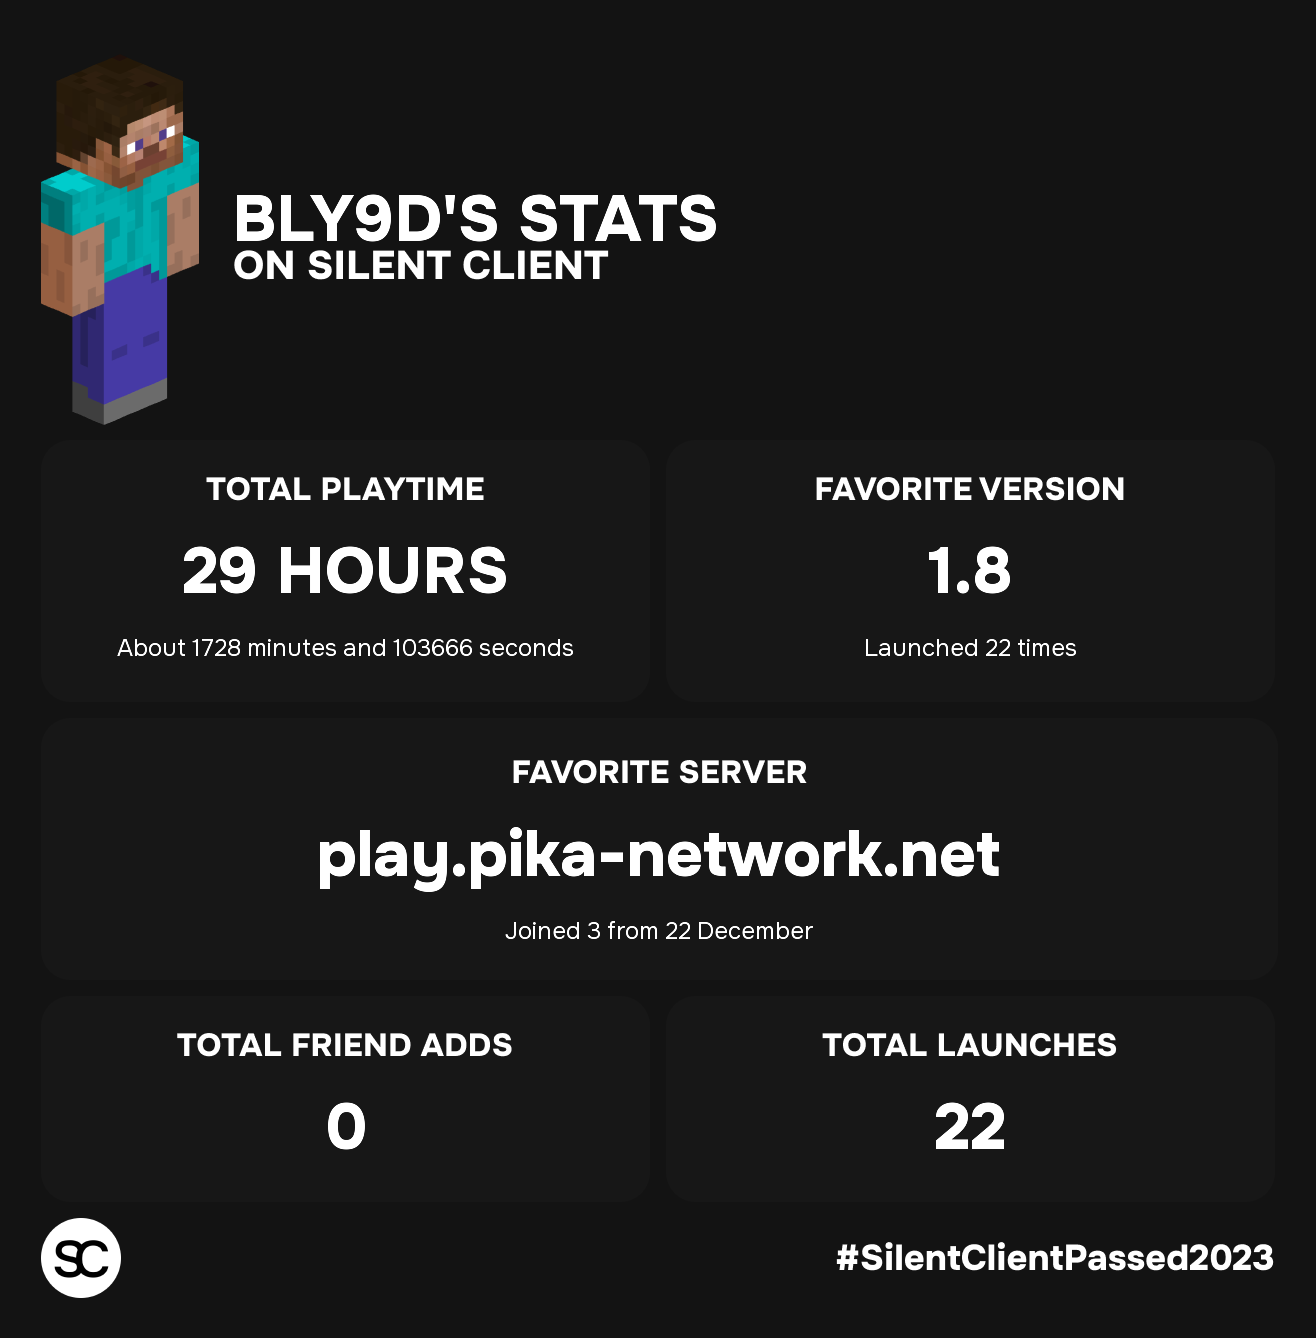 BLY9D'S STATS
ON SILENT CLIENT
TOTAL PLAYTIME
29 HOURS
About 1728 minutes and 103666 seconds
FAVORITE VERSION
1.8
Launched 22 times
FAVORITE SERVER
play.pika-network.net
Joined 3 from 22 December
TOTAL FRIEND ADDS
0
TOTAL LAUNCHES
22
SC
#SilentClientPassed2023